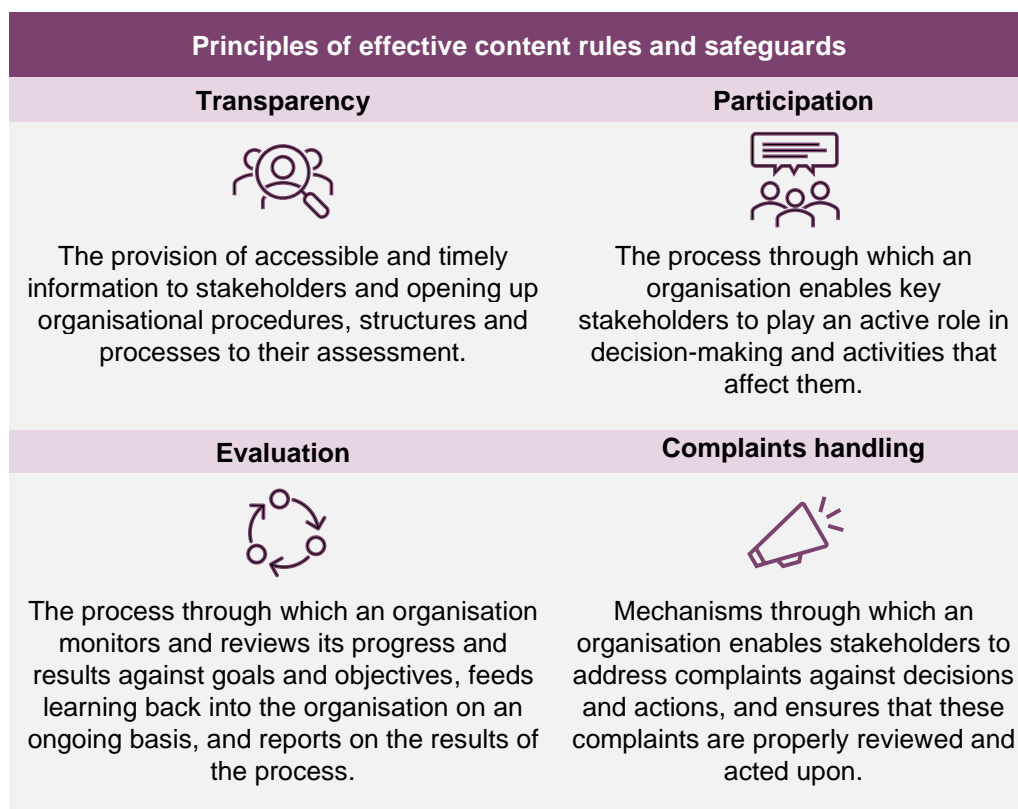 Principles of effective content rules and safeguards
Transparency
The provision of accessible and timely
information to stakeholders and opening up
organisational procedures, structures and
processes to their assessment.
Participation
The process through which an
organisation enables key
stakeholders to play an active role in
decision-making and activities that
affect them.
Evaluation
The process through which an organisation
monitors and reviews its progress and
results against goals and objectives, feeds
learning back into the organisation on an
ongoing basis, and reports on the results of
the process.
Complaints handling
Mechanisms through which an
organisation enables stakeholders to
address complaints against decisions
and actions, and ensures that these
complaints are properly reviewed and
acted upon.